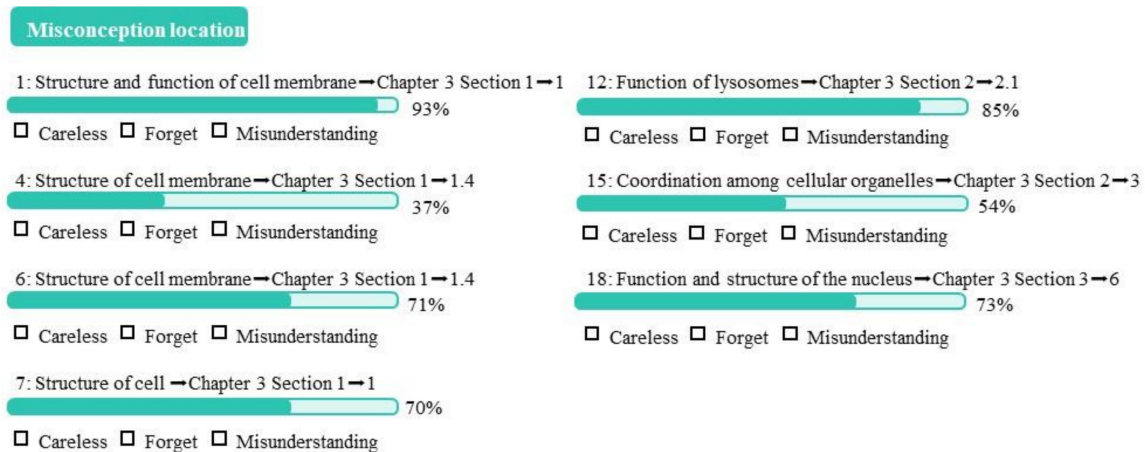 Misconception location
1: Structure and function of cell membrane→Chapter 3 Section 1→1
93%
☐ Careless ☐ Forget ☐ Misunderstanding
4: Structure of cell membrane→Chapter 3 Section 1→1.4
37%
☐ Careless ☐ Forget ☐ Misunderstanding
6: Structure of cell membrane→Chapter 3 Section 1→1.4
71%
☐ Careless ☐ Forget ☐ Misunderstanding
7: Structure of cell →Chapter 3 Section 1→1
70%
☐ Careless ☐ Forget ☐ Misunderstanding
12: Function of lysosomes→Chapter 3 Section 2→2.1
85%
☐ Careless ☐ Forget ☐ Misunderstanding
15: Coordination among cellular organelles→Chapter 3 Section 2→3
54%
☐ Careless ☐ Forget ☐ Misunderstanding
18: Function and structure of the nucleus→Chapter 3 Section 3→6
73%
☐ Careless ☐ Forget ☐ Misunderstanding